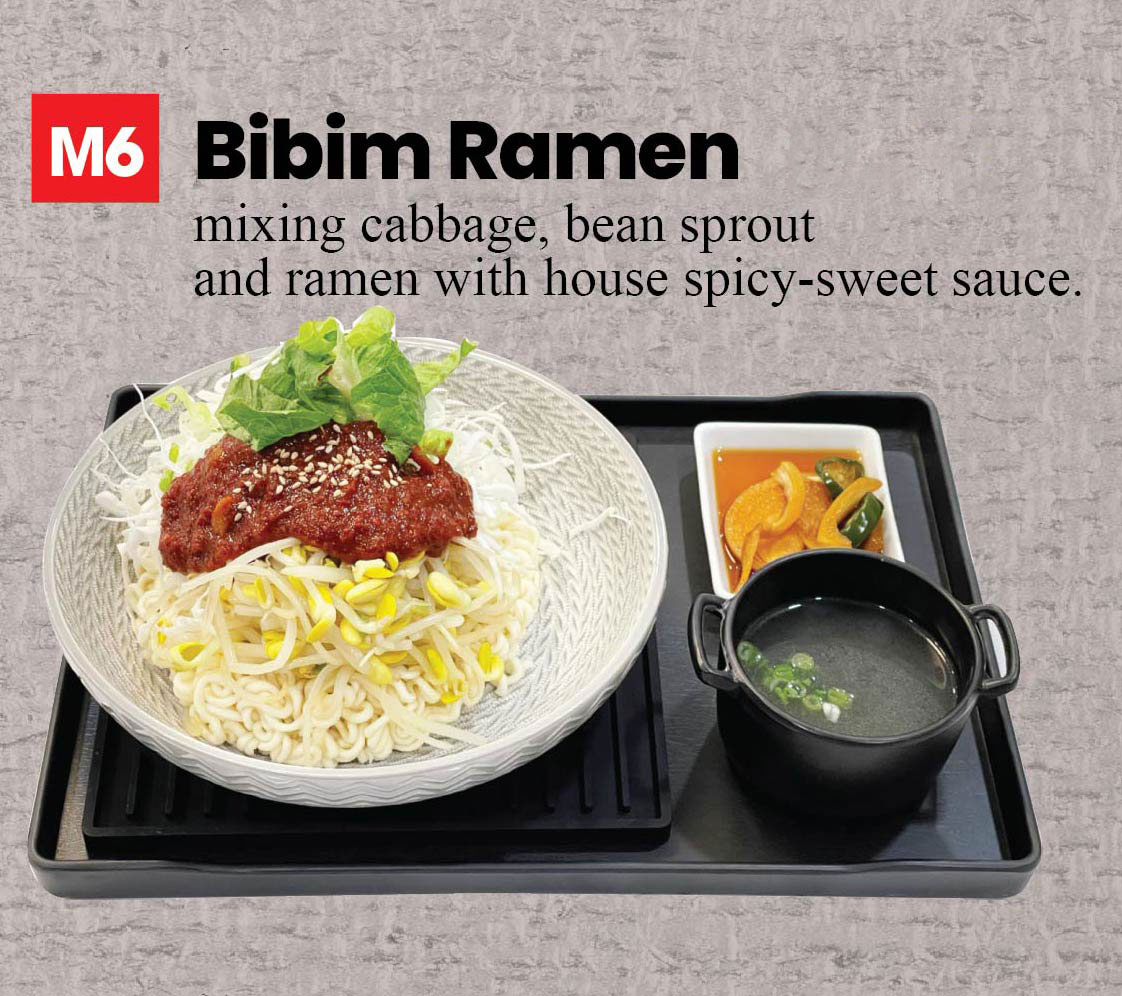 M6
Bibim Ramen
mixing cabbage, bean sprout
and ramen with house spicy-sweet sauce.